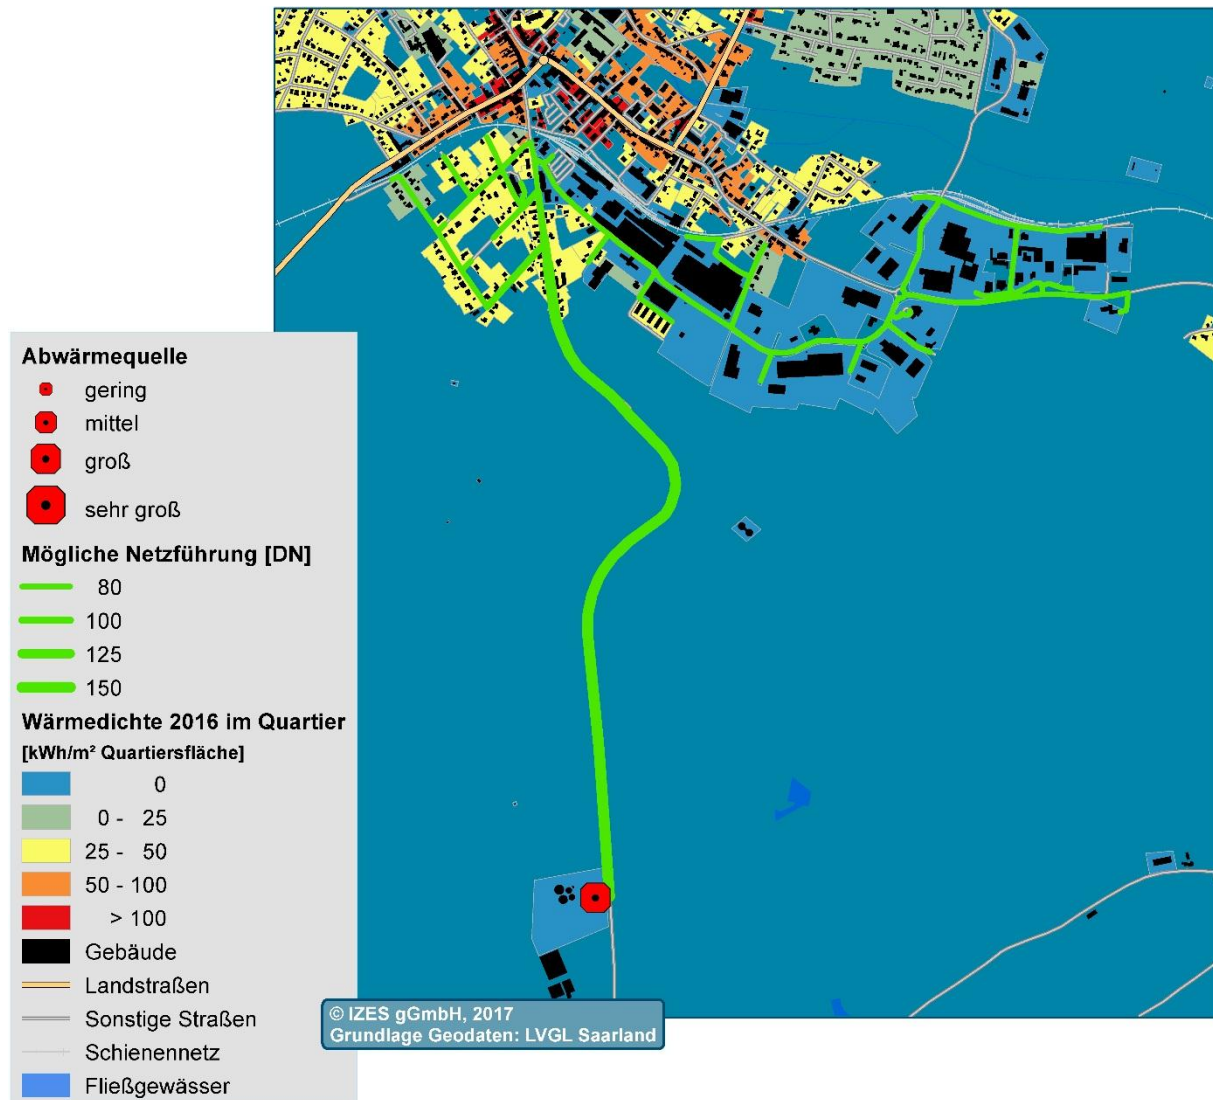 Abwärmequelle
gering
mittel
groß
sehr groß
Mögliche Netzführung [DN]
80
100
125
150
Wärmedichte 2016 im Quartier
[kWh/m² Quartiersfläche]
0
0 - 25
25 - 50
50 - 100
> 100
Gebäude
Landstraßen
Sonstige Straßen
Schienennetz
Fließgewässer
© IZES gGmbH, 2017
Grundlage Geodaten: LVGL Saarland